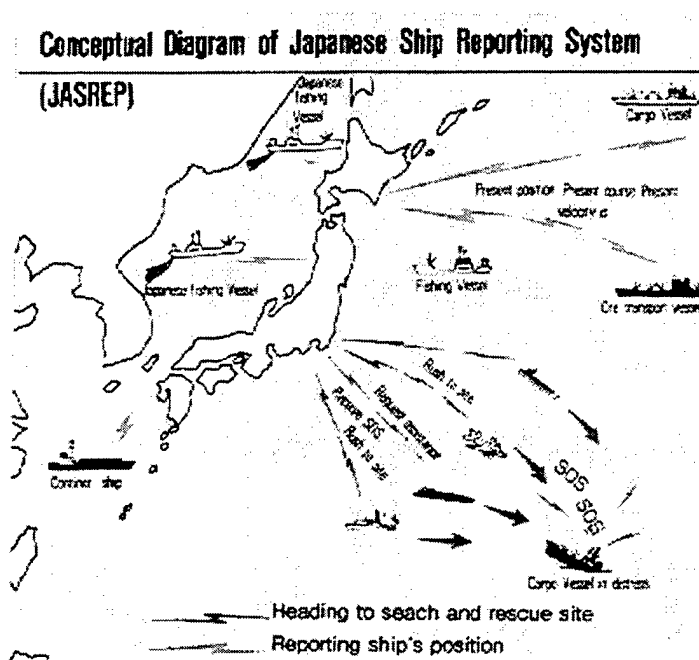 Conceptual Diagram of Japanese Ship Reporting System
(JASREP)
Japanese
Fishing
Vessel
Cargo Vessel
Present position Present course Present
velocity is
Japanese Fishing Vessel
Fishing Vessel
Ore transport vessel
Rush to site
Request assistance
SOS
Rush to site
SOS
SOS
Container ship
Cargo Vessel in distress
Heading to seach and rescue site
Reporting ship's position